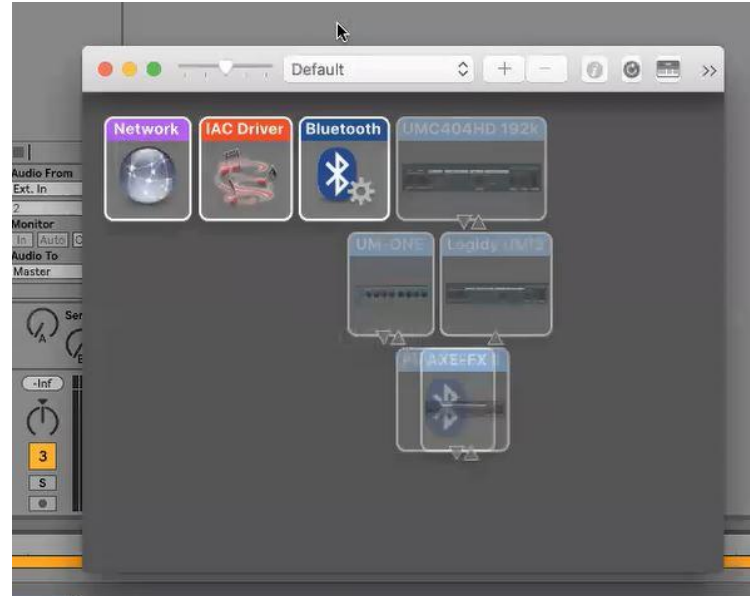 Default
Network
IAC Driver
Bluetooth
UMC404HD 192k
UM-ONE
AXE-FX II
Audio From
Ext. In
2
Monitor
In
Auto
Audio To
Master
A
-Inf
3
S